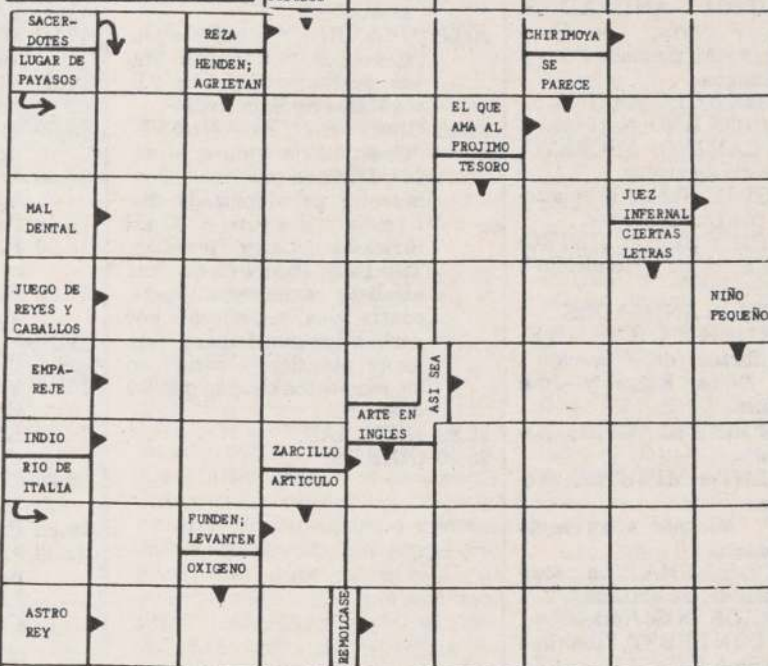 SACER-
DOTES
LUGAR DE
PAYASOS
REZA
HENDEN;
AGRIETAN
CHIRIMOYA
SE
PARECE
EL QUE
AMA AL
PROJIMO
TESORO
MAL
DENTAL
JUEZ
INFERNAL
CIERTAS
LETRAS
JUEGO DE
REYES Y
CABALLOS
NIÑO
PEQUEÑO
EMPA-
REJE
ASI SEA
ARTE EN
INGLES
INDIO
RIO DE
ITALIA
ZARCILLO
ARTICULO
FUNDEN;
LEVANTEN
OXIGENO
ASTRO
REY
REMOLCASE